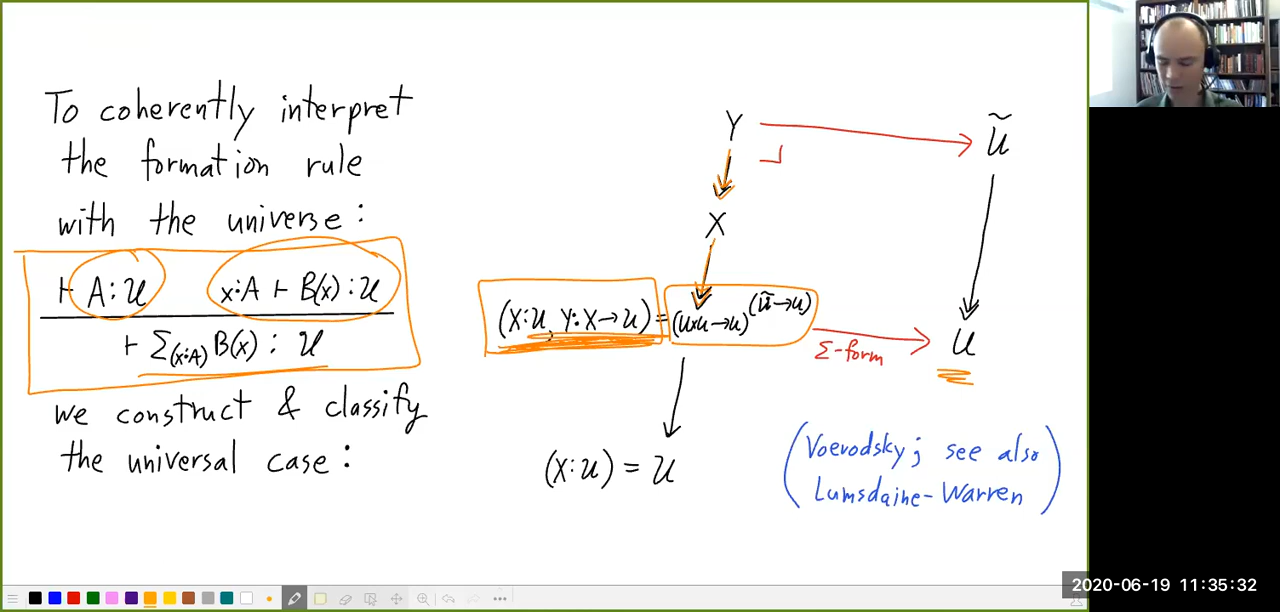 To coherently interpret
the formation rule
with the universe:
⊢ A:𝒰 x:A ⊢ B(x):𝒰
⊢ Σ(x:A) B(x) : 𝒰
we construct & classify
the universal case:
Y
Ũ
X
(X:𝒰, Y:X→𝒰) = (𝒰×𝒰→𝒰)^(Ũ→𝒰)
Σ-form
𝒰
(X:𝒰) = 𝒰
(Voevodsky; see also
Lumsdaine-Warren)
2020-06-19 11:35:32